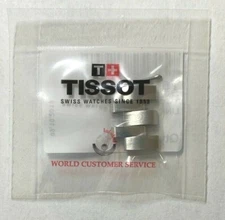 T+
TISSOT
SWISS WATCHES SINCE 1853
WORLD CUSTOMER SERVICE